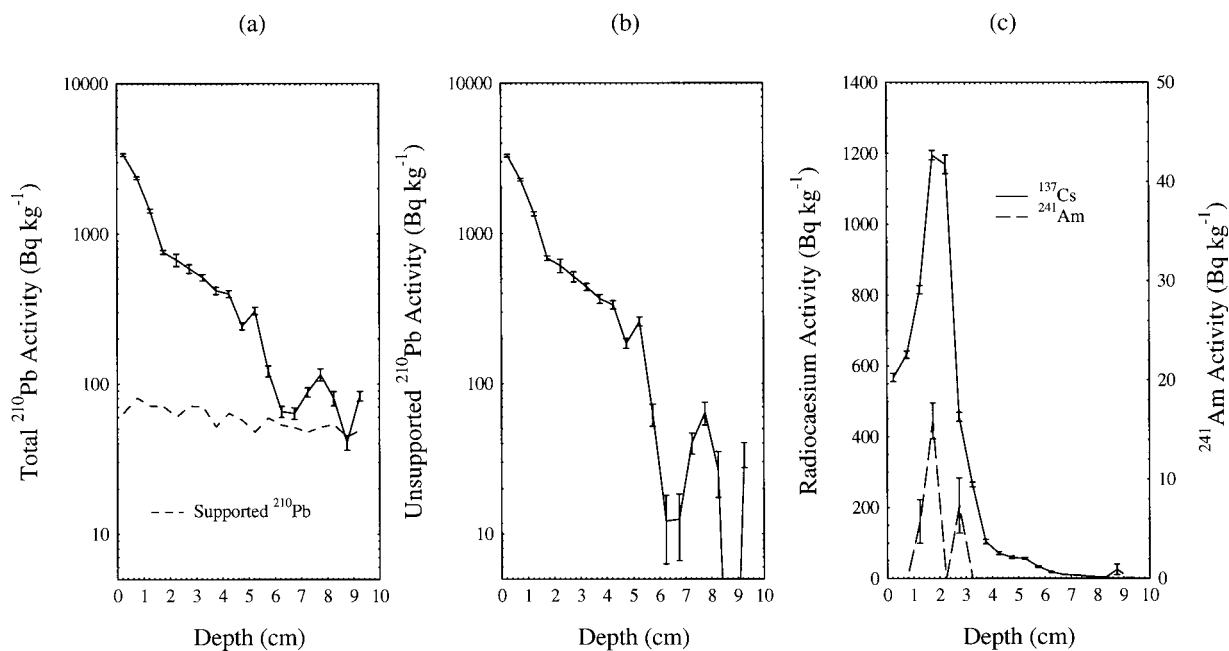 (a)
Total ²¹⁰Pb Activity (Bq kg⁻¹)
10000
1000
100
10
Supported ²¹⁰Pb
0 1 2 3 4 5 6 7 8 9 10
Depth (cm)
(b)
Unsupported ²¹⁰Pb Activity (Bq kg⁻¹)
10000
1000
100
10
0 1 2 3 4 5 6 7 8 9 10
Depth (cm)
(c)
Radiocaesium Activity (Bq kg⁻¹)
1400
1200
1000
800
600
400
200
0
¹³⁷Cs
²⁴¹Am
50
40
30
20
10
0
²⁴¹Am Activity (Bq kg⁻¹)
0 1 2 3 4 5 6 7 8 9 10
Depth (cm)